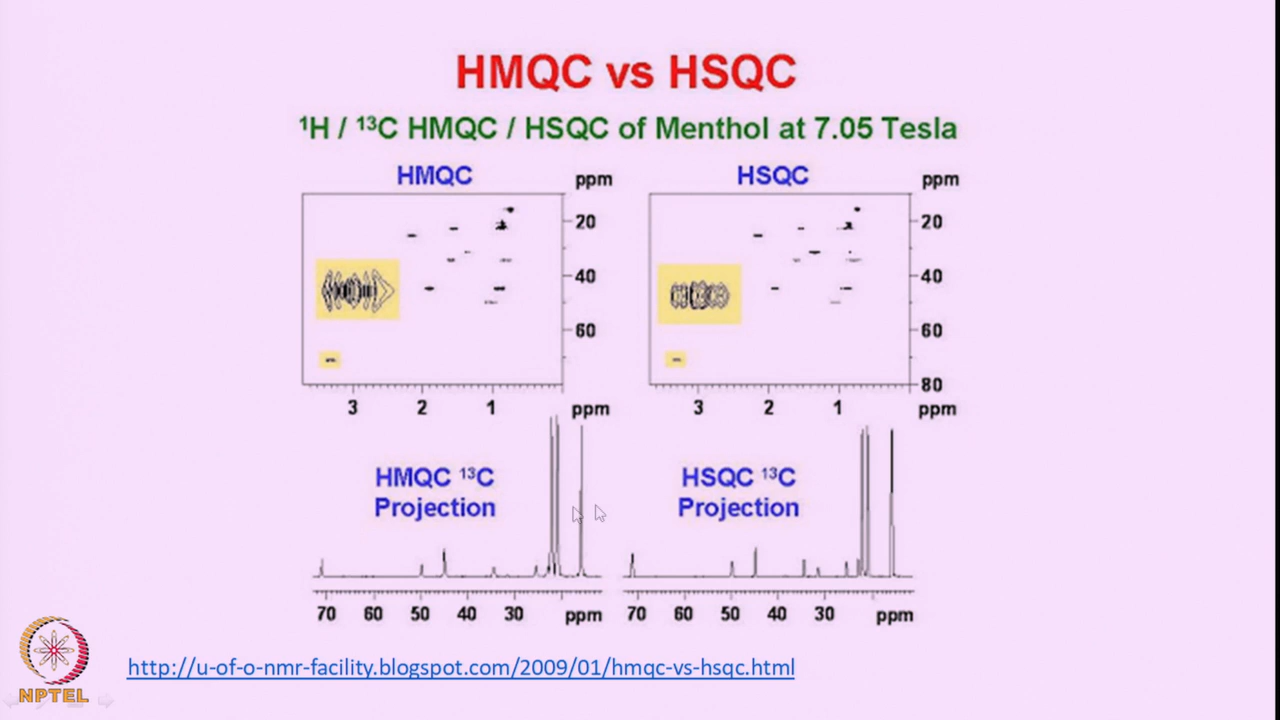 HMQC vs HSQC
¹H / ¹³C HMQC / HSQC of Menthol at 7.05 Tesla
HMQC ppm HSQC ppm
20 20
40 40
60 60
80
3 2 1 ppm 3 2 1 ppm
HMQC ¹³C HSQC ¹³C
Projection Projection
70 60 50 40 30 ppm 70 60 50 40 30 ppm
http://u-of-o-nmr-facility.blogspot.com/2009/01/hmqc-vs-hsqc.html
NPTEL